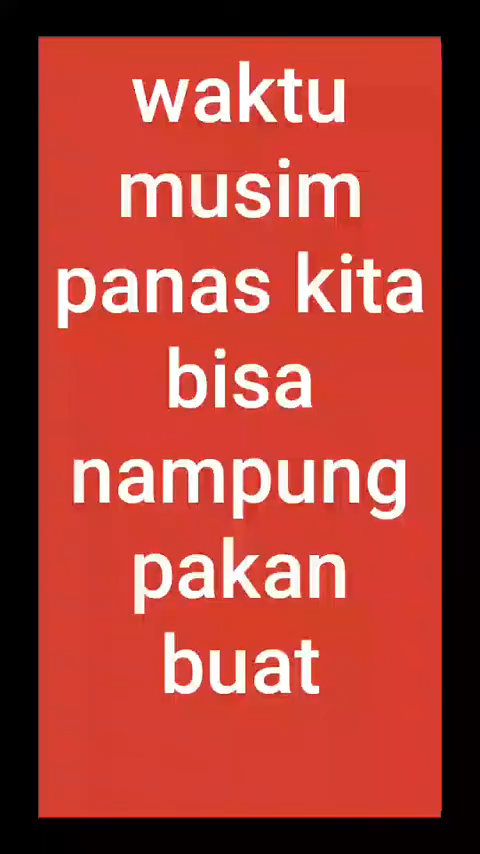 waktu
musim
panas kita
bisa
nampung
pakan
buat